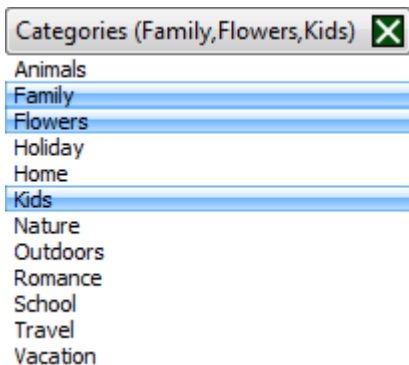 Categories (Family,Flowers,Kids)
Animals
Family
Flowers
Holiday
Home
Kids
Nature
Outdoors
Romance
School
Travel
Vacation